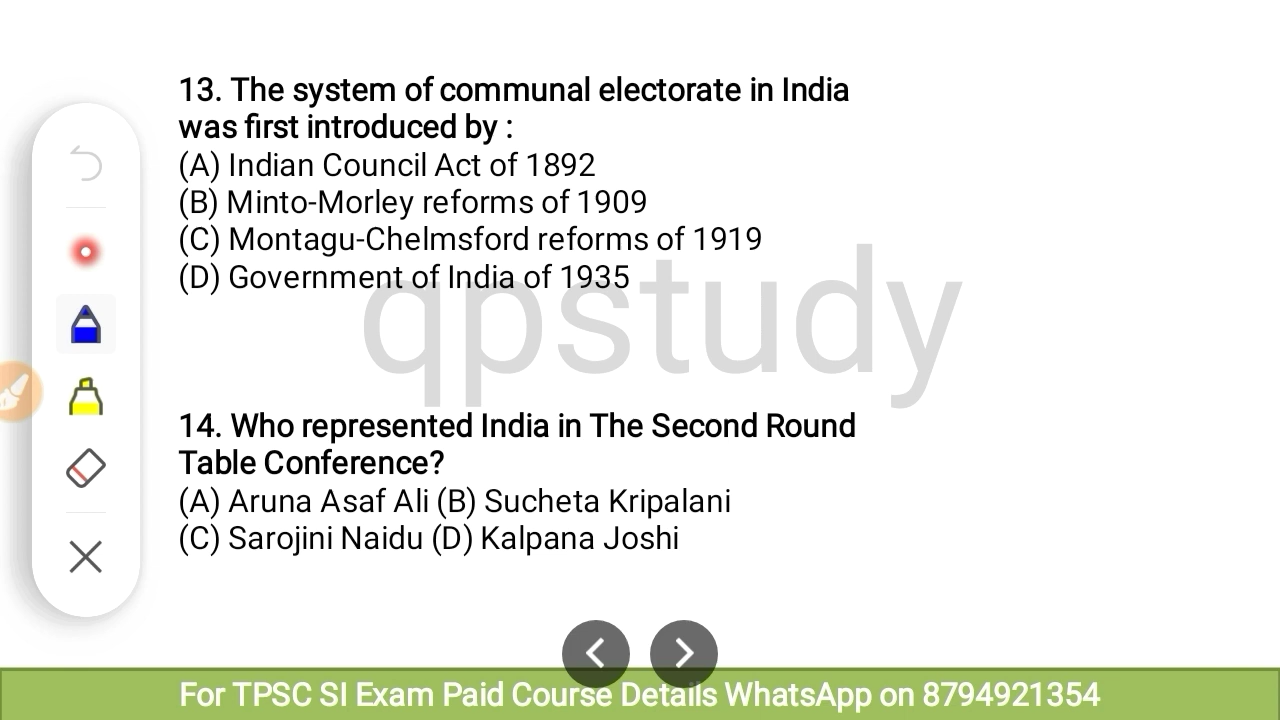 13. The system of communal electorate in India
was first introduced by :
(A) Indian Council Act of 1892
(B) Minto-Morley reforms of 1909
(C) Montagu-Chelmsford reforms of 1919
(D) Government of India of 1935
qpstudy
14. Who represented India in The Second Round
Table Conference?
(A) Aruna Asaf Ali (B) Sucheta Kripalani
(C) Sarojini Naidu (D) Kalpana Joshi
For TPSC SI Exam Paid Course Details WhatsApp on 8794921354